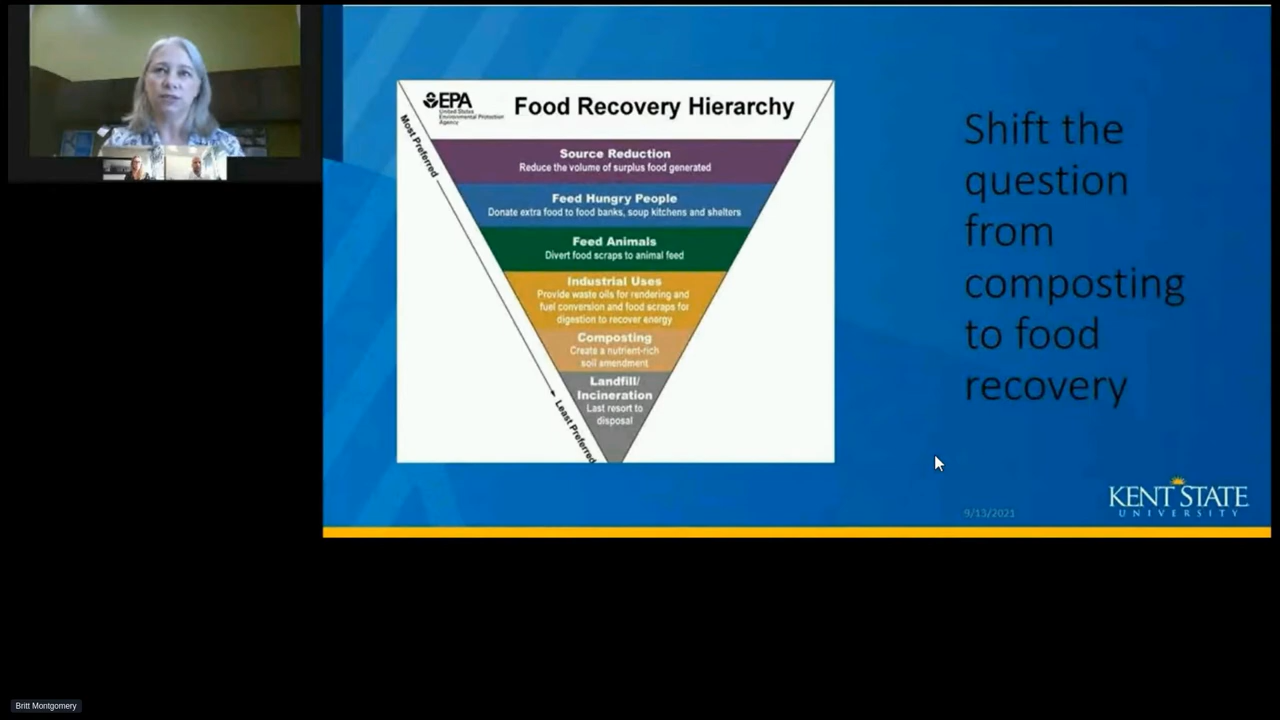 EPA
United States
Environmental Protection
Agency
Food Recovery Hierarchy
Most Preferred
Source Reduction
Reduce the volume of surplus food generated
Feed Hungry People
Donate extra food to food banks, soup kitchens and shelters
Feed Animals
Divert food scraps to animal feed
Industrial Uses
Provide waste oils for rendering and
fuel conversion and food scraps for
digestion to recover energy
Composting
Create a nutrient-rich
soil amendment
Landfill/
Incineration
Last resort to
disposal
Least Preferred
Shift the
question
from
composting
to food
recovery
9/13/2021
KENT STATE
UNIVERSITY
Britt Montgomery